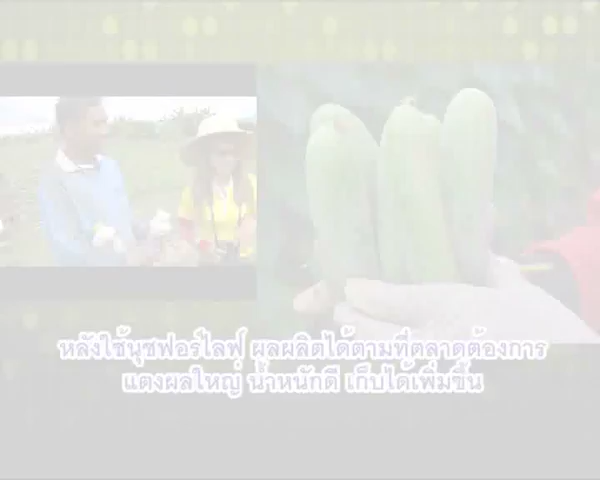 หลังใช้นูซฟอร์ไลฟ์ ผลผลิตได้ตามที่ตลาดต้องการ
แตงผลใหญ่ น้ำหนักดี เก็บได้เพิ่มขึ้น